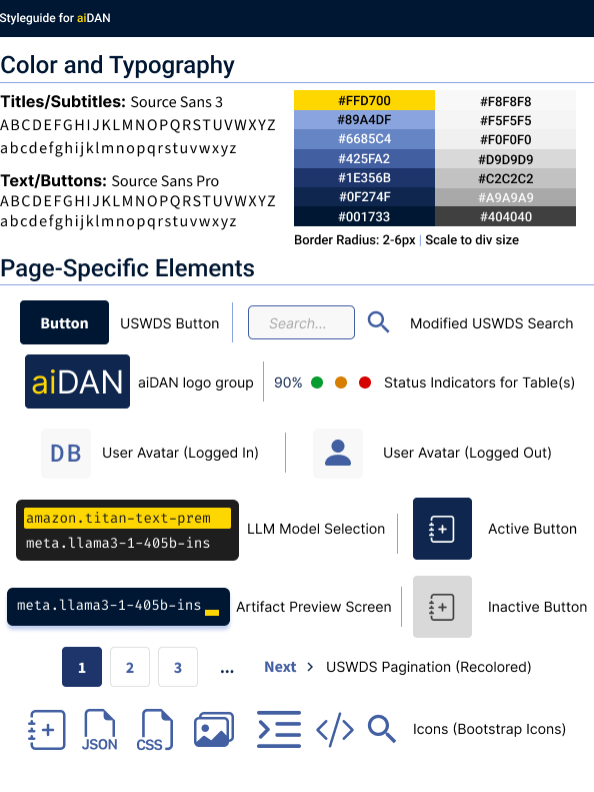 Styleguide for aiDAN
Color and Typography
Titles/Subtitles: Source Sans 3
ABCDEFGHIJKLMNOPQRSTUVWXYZ
abcdefghijklmnopqrstuvwxyz
Text/Buttons: Source Sans Pro
ABCDEFGHIJKLMNOPQRSTUVWXYZ
abcdefghijklmnopqrstuvwxyz
#FFD700 #F8F8F8
#89A4DF #F5F5F5
#6685C4 #F0F0F0
#425FA2 #D9D9D9
#1E356B #C2C2C2
#0F274F #A9A9A9
#001733 #404040
Border Radius: 2-6px | Scale to div size
Page-Specific Elements
Button USWDS Button Search... Modified USWDS Search
aiDAN aiDAN logo group 90% Status Indicators for Table(s)
DB User Avatar (Logged In) User Avatar (Logged Out)
amazon.titan-text-prem
meta.llama3-1-405b-ins
LLM Model Selection Active Button
meta.llama3-1-405b-ins Artifact Preview Screen Inactive Button
1 2 3 ... Next > USWDS Pagination (Recolored)
JSON CSS </> Icons (Bootstrap Icons)